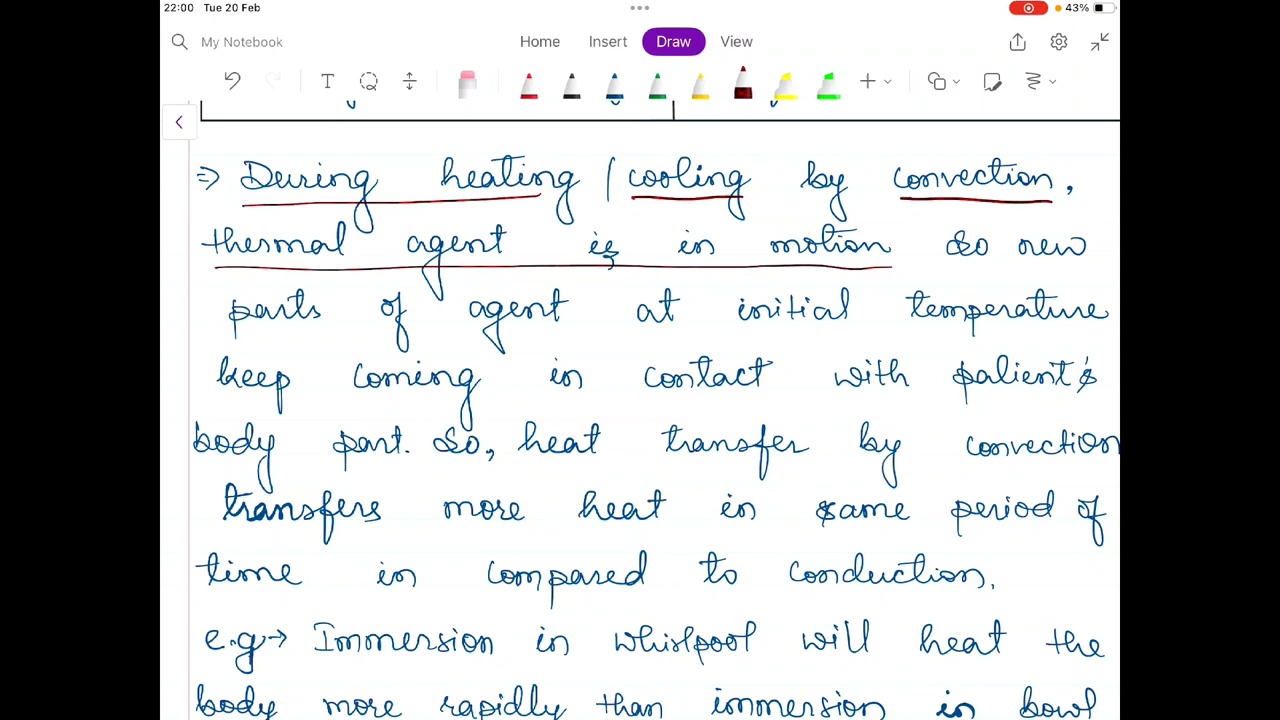 22:00 Tue 20 Feb
43%
My Notebook
Home Insert Draw View
T
⇒ During heating / cooling by convection,
thermal agent is in motion so new
parts of agent at initial temperature
keep coming in contact with patient's
body part. So, heat transfer by convection
transfers more heat in same period of
time in compared to conduction.
e.g→ Immersion in whirlpool will heat the
body more rapidly than immersion in bowl